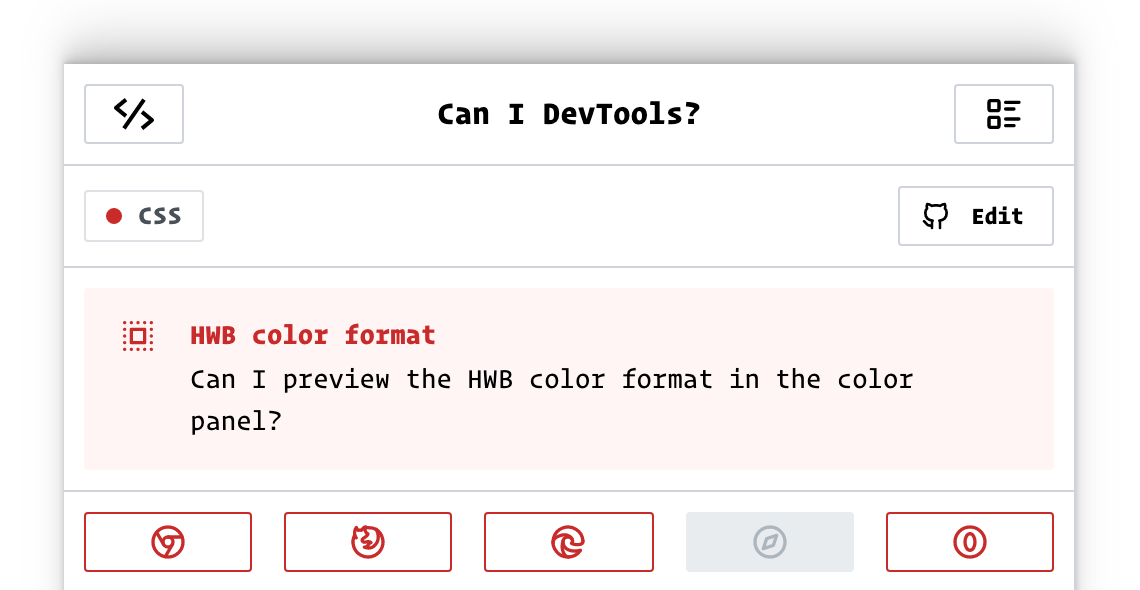 Can I DevTools?
CSS
Edit
HWB color format
Can I preview the HWB color format in the color
panel?